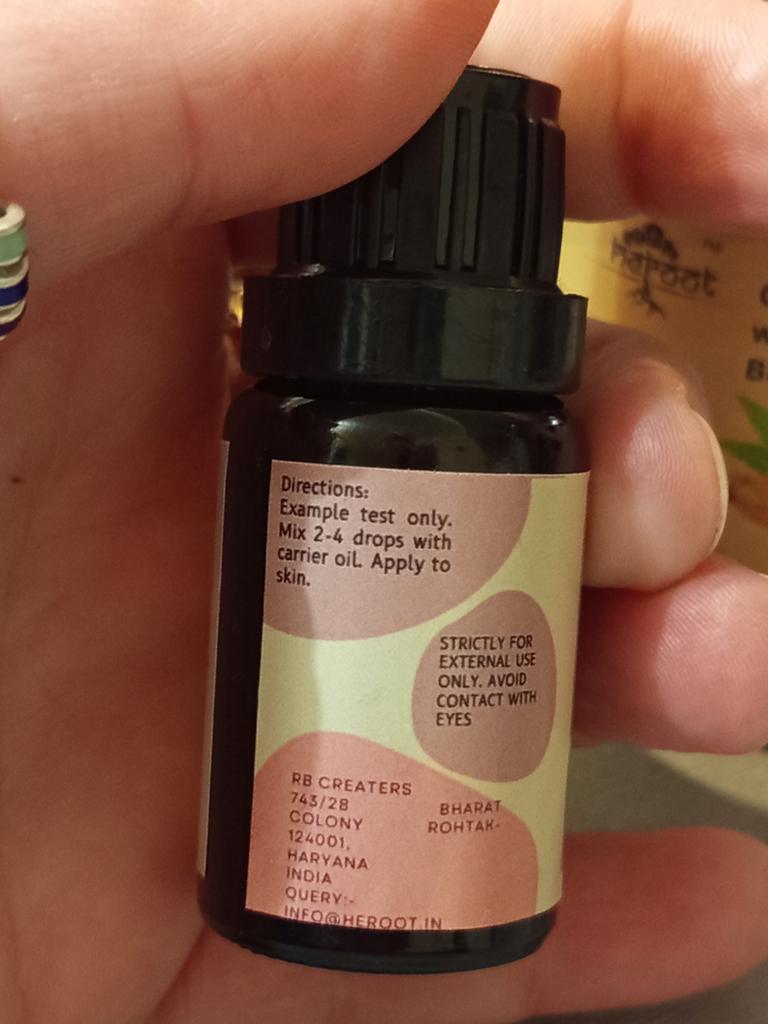 Directions:
Example test only.
Mix 2-4 drops with
carrier oil. Apply to
skin.
STRICTLY FOR
EXTERNAL USE
ONLY. AVOID
CONTACT WITH
EYES
RB CREATERS
743/28 BHARAT
COLONY ROHTAK-
124001,
HARYANA
INDIA
QUERY:-
INFO@HEROOT.IN
Heroot